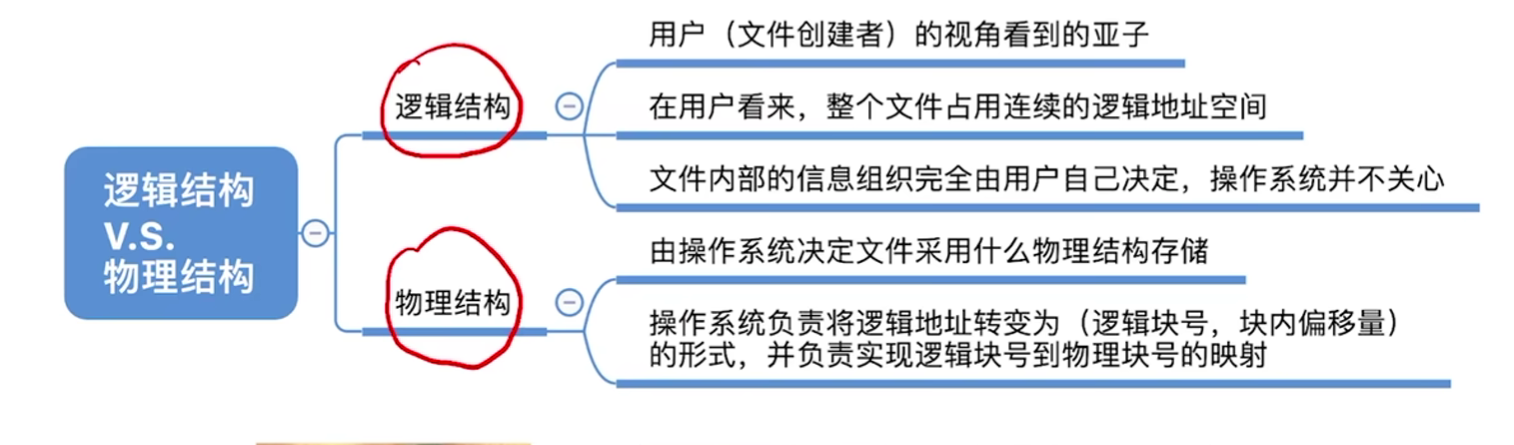 逻辑结构
V.S.
物理结构
逻辑结构
用户（文件创建者）的视角看到的亚子
在用户看来，整个文件占用连续的逻辑地址空间
文件内部的信息组织完全由用户自己决定，操作系统并不关心
物理结构
由操作系统决定文件采用什么物理结构存储
操作系统负责将逻辑地址转变为（逻辑块号，块内偏移量）
的形式，并负责实现逻辑块号到物理块号的映射